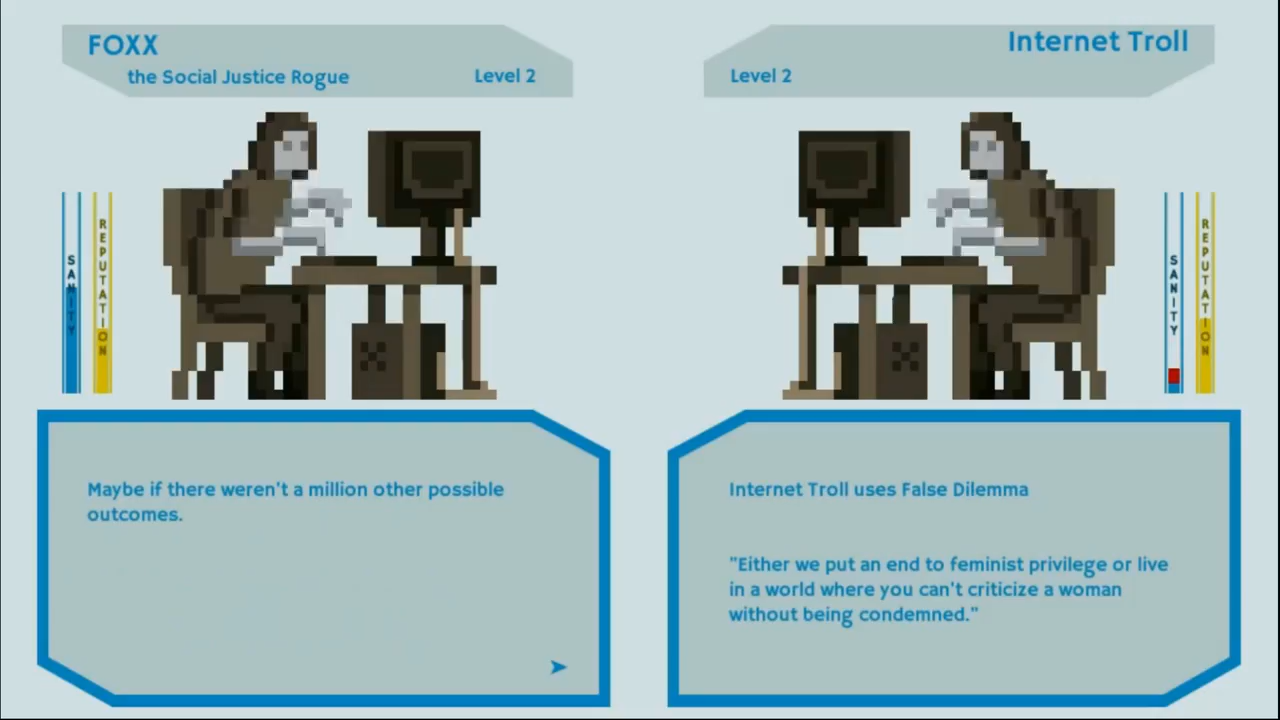 FOXX
the Social Justice Rogue
Level 2
Internet Troll
Level 2
SANITY
REPUTATION
SANITY
REPUTATION
Maybe if there weren't a million other possible
outcomes.
Internet Troll uses False Dilemma
"Either we put an end to feminist privilege or live
in a world where you can't criticize a woman
without being condemned."